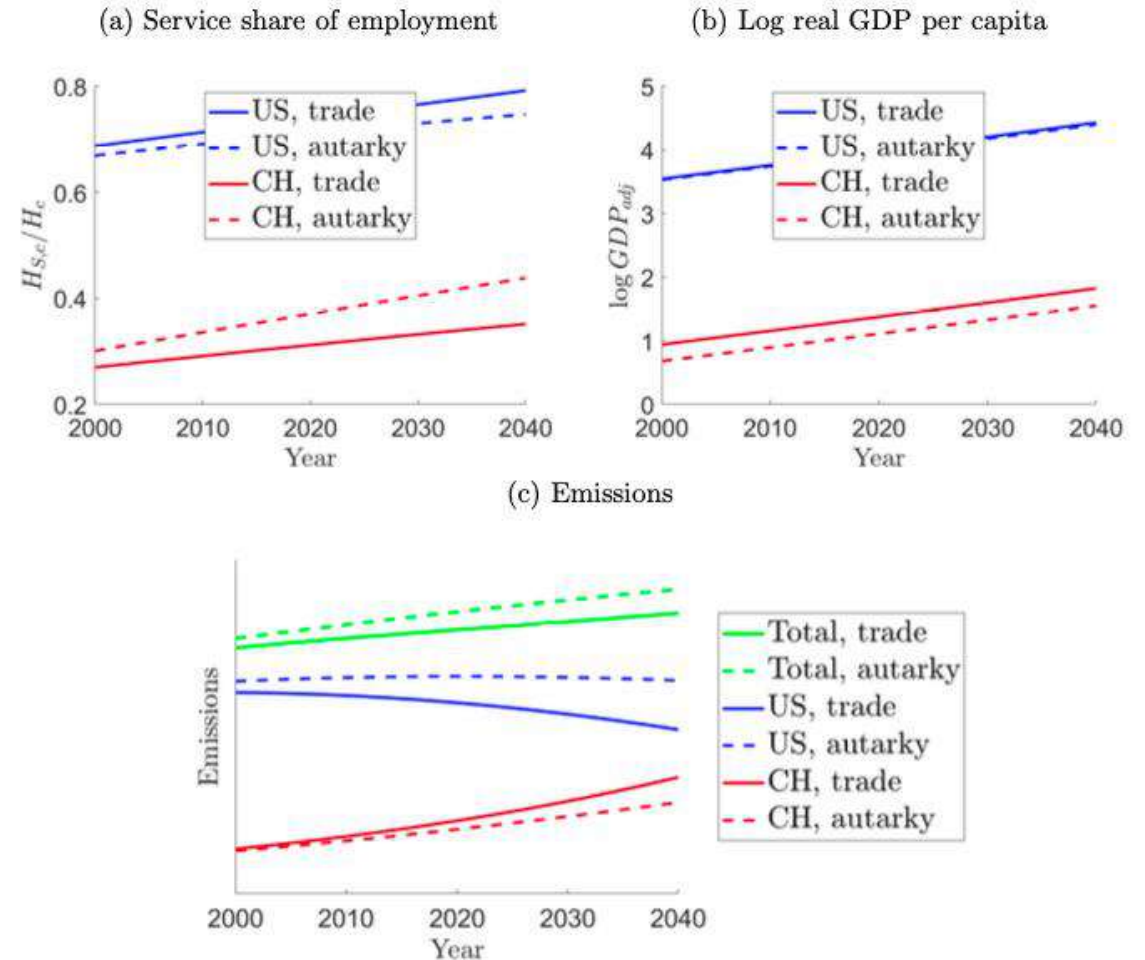 (a) Service share of employment
H_{S,c}/H_c
0.8
0.6
0.4
0.2
US, trade
US, autarky
CH, trade
CH, autarky
2000 2010 2020 2030 2040
Year
(b) Log real GDP per capita
log GDP_{adj}
5
4
3
2
1
0
US, trade
US, autarky
CH, trade
CH, autarky
2000 2010 2020 2030 2040
Year
(c) Emissions
Emissions
Total, trade
Total, autarky
US, trade
US, autarky
CH, trade
CH, autarky
2000 2010 2020 2030 2040
Year